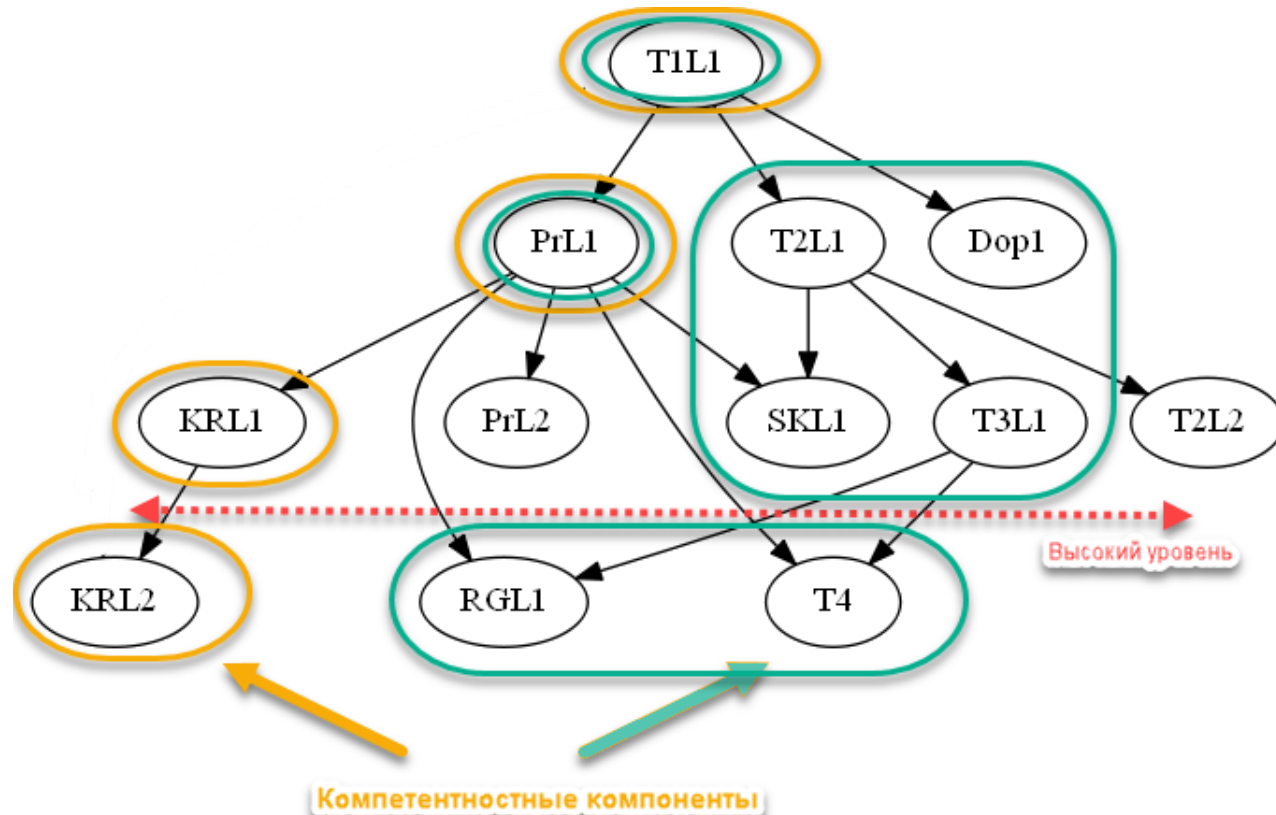 T1L1
PrL1
T2L1
Dop1
KRL1
PrL2
SKL1
T3L1
T2L2
Высокий уровень
KRL2
RGL1
T4
Компетентностные компоненты